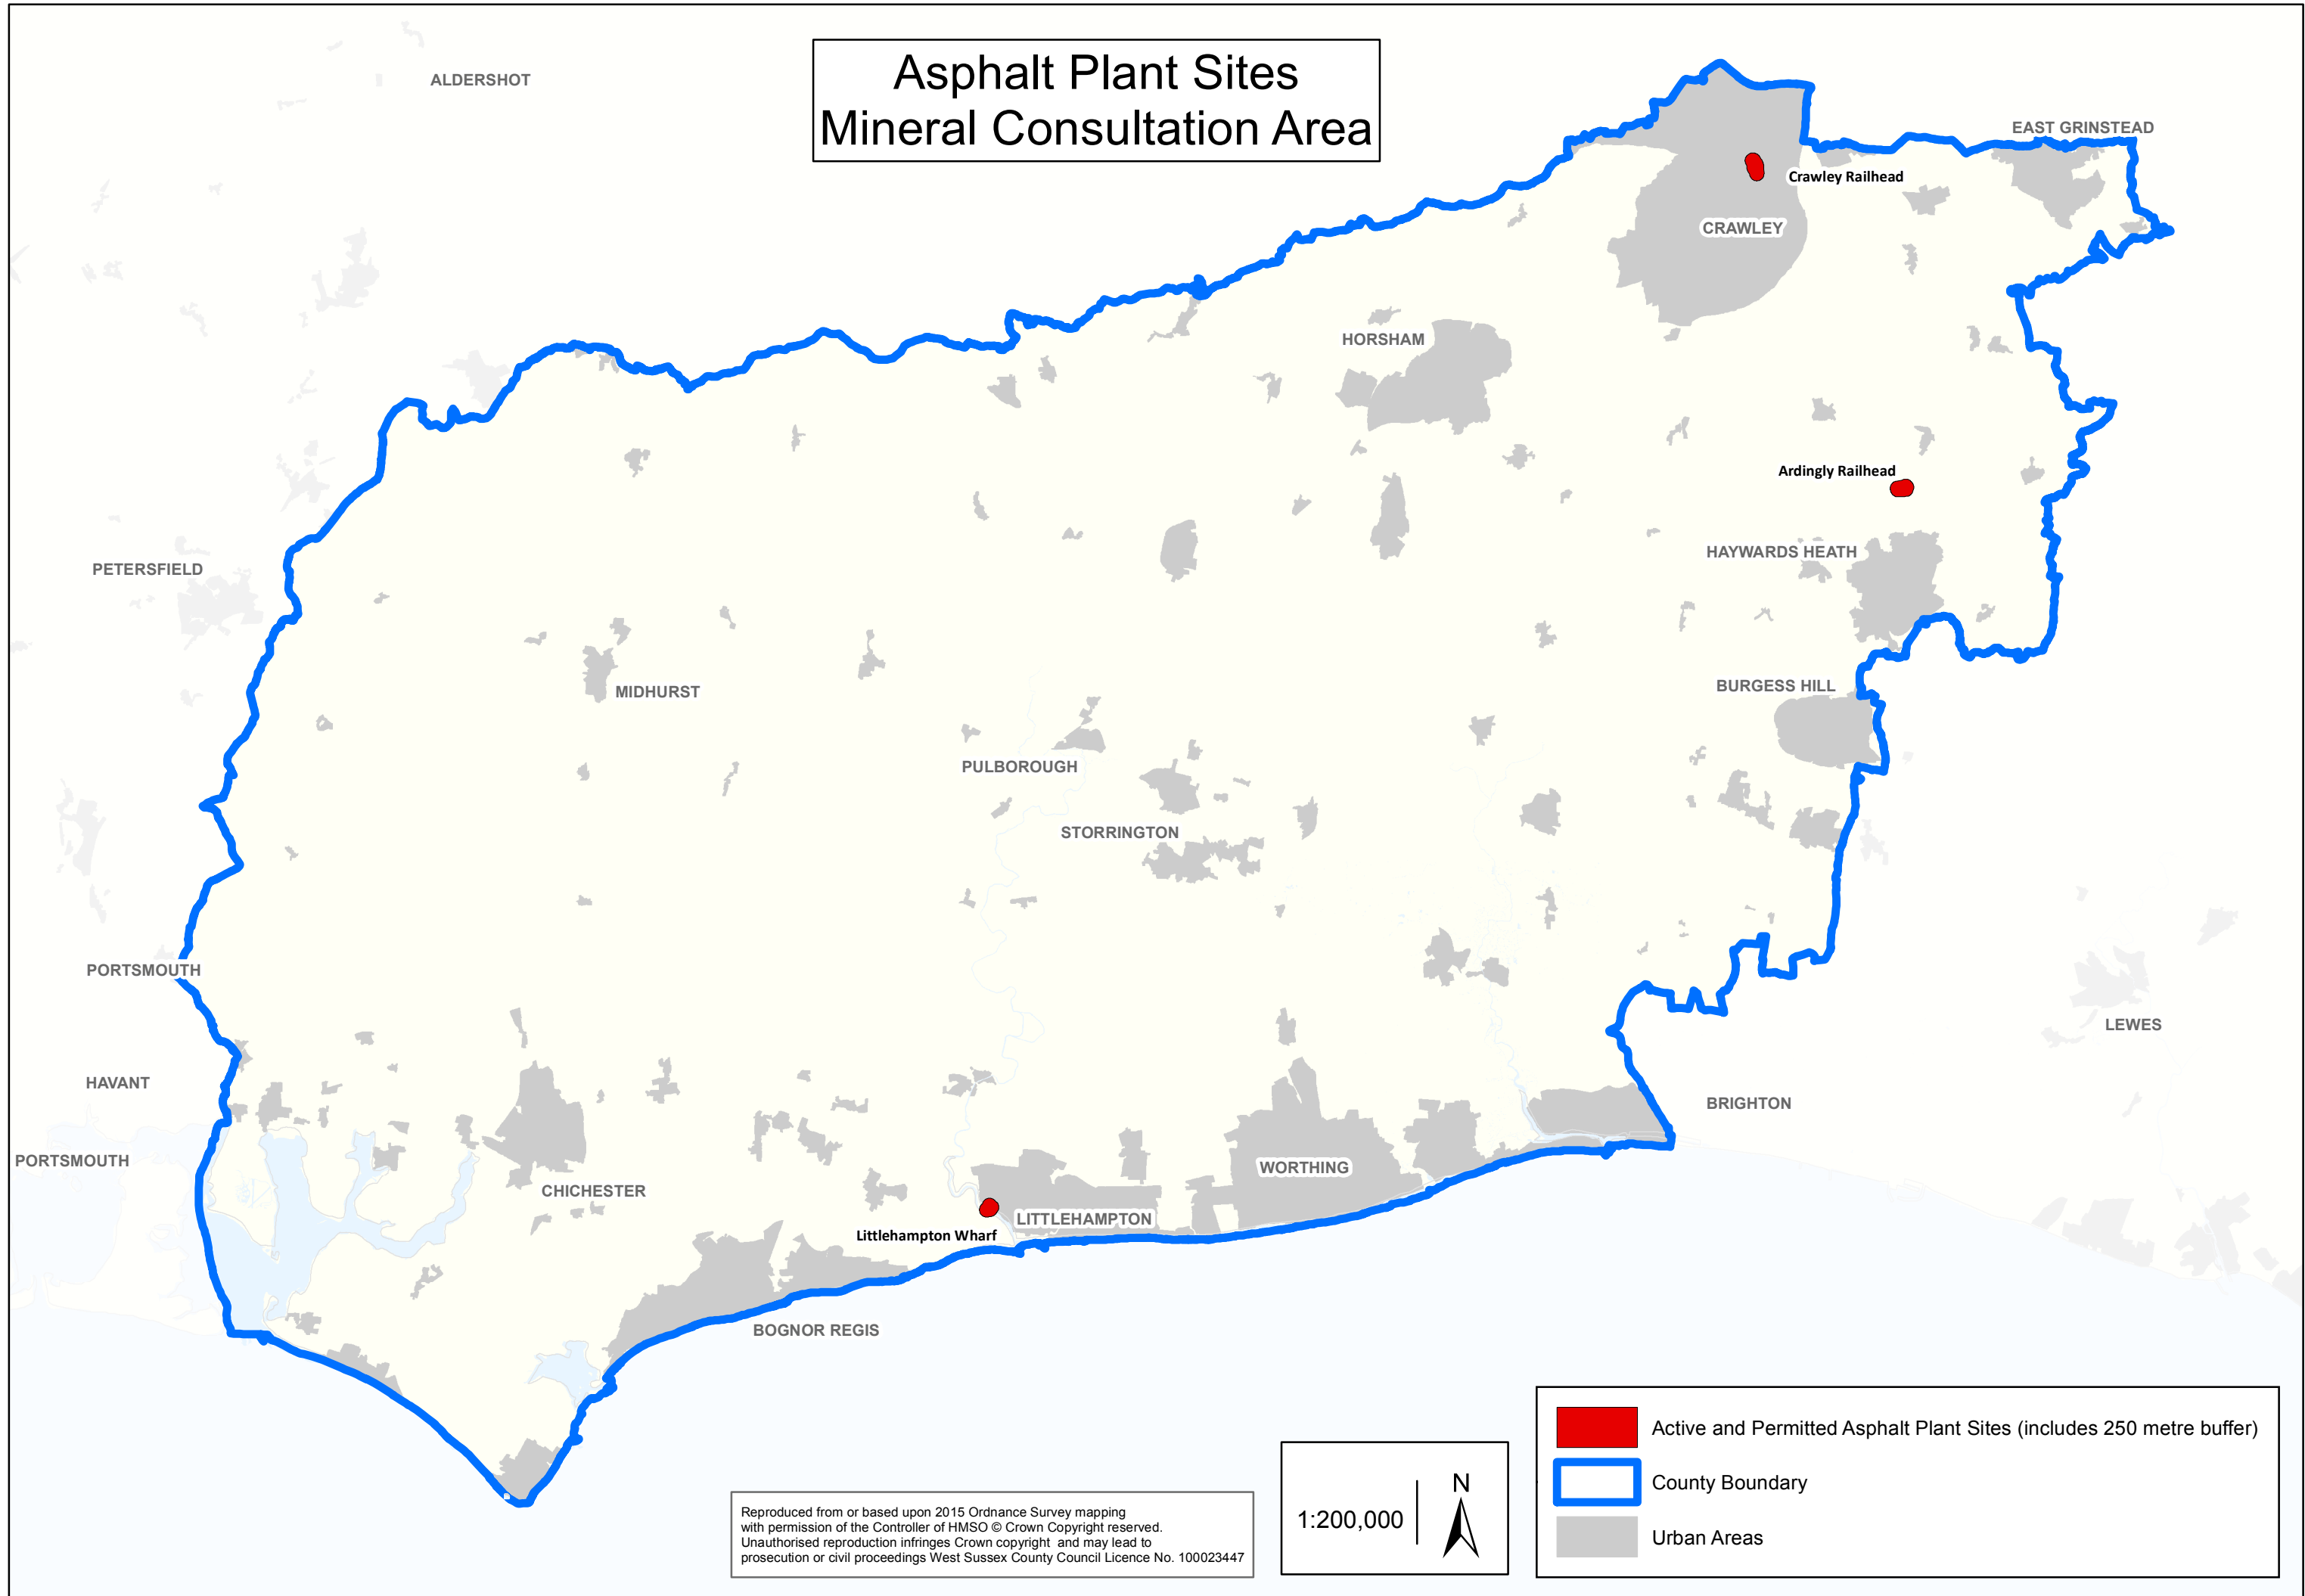 Asphalt Plant Sites
Mineral Consultation Area
ALDERSHOT
EAST GRINSTEAD
Crawley Railhead
CRAWLEY
HORSHAM
Ardingly Railhead
HAYWARDS HEATH
PETERSFIELD
BURGESS HILL
MIDHURST
PULBOROUGH
STORRINGTON
PORTSMOUTH
LEWES
HAVANT
BRIGHTON
PORTSMOUTH
WORTHING
CHICHESTER
LITTLEHAMPTON
Littlehampton Wharf
BOGNOR REGIS
Active and Permitted Asphalt Plant Sites (includes 250 metre buffer)
County Boundary
Urban Areas
1:200,000
N
Reproduced from or based upon 2015 Ordnance Survey mapping
with permission of the Controller of HMSO © Crown Copyright reserved.
Unauthorised reproduction infringes Crown copyright and may lead to
prosecution or civil proceedings West Sussex County Council Licence No. 100023447